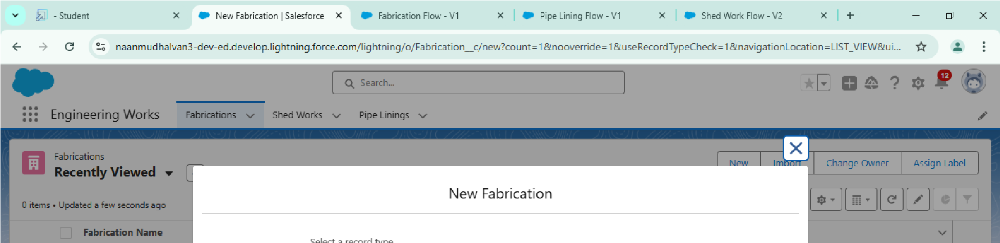 - Student
New Fabrication | Salesforce
Fabrication Flow - V1
Pipe Lining Flow - V1
Shed Work Flow - V2
naanmudhalvan3-dev-ed.develop.lightning.force.com/lightning/o/Fabrication__c/new?count=1&nooverride=1&useRecordTypeCheck=1&navigationLocation=LIST_VIEW&ui...
Search...
12
Engineering Works
Fabrications
Shed Works
Pipe Linings
Fabrications
Recently Viewed
New
Import
Change Owner
Assign Label
New Fabrication
0 items • Updated a few seconds ago
Fabrication Name
Select a record type